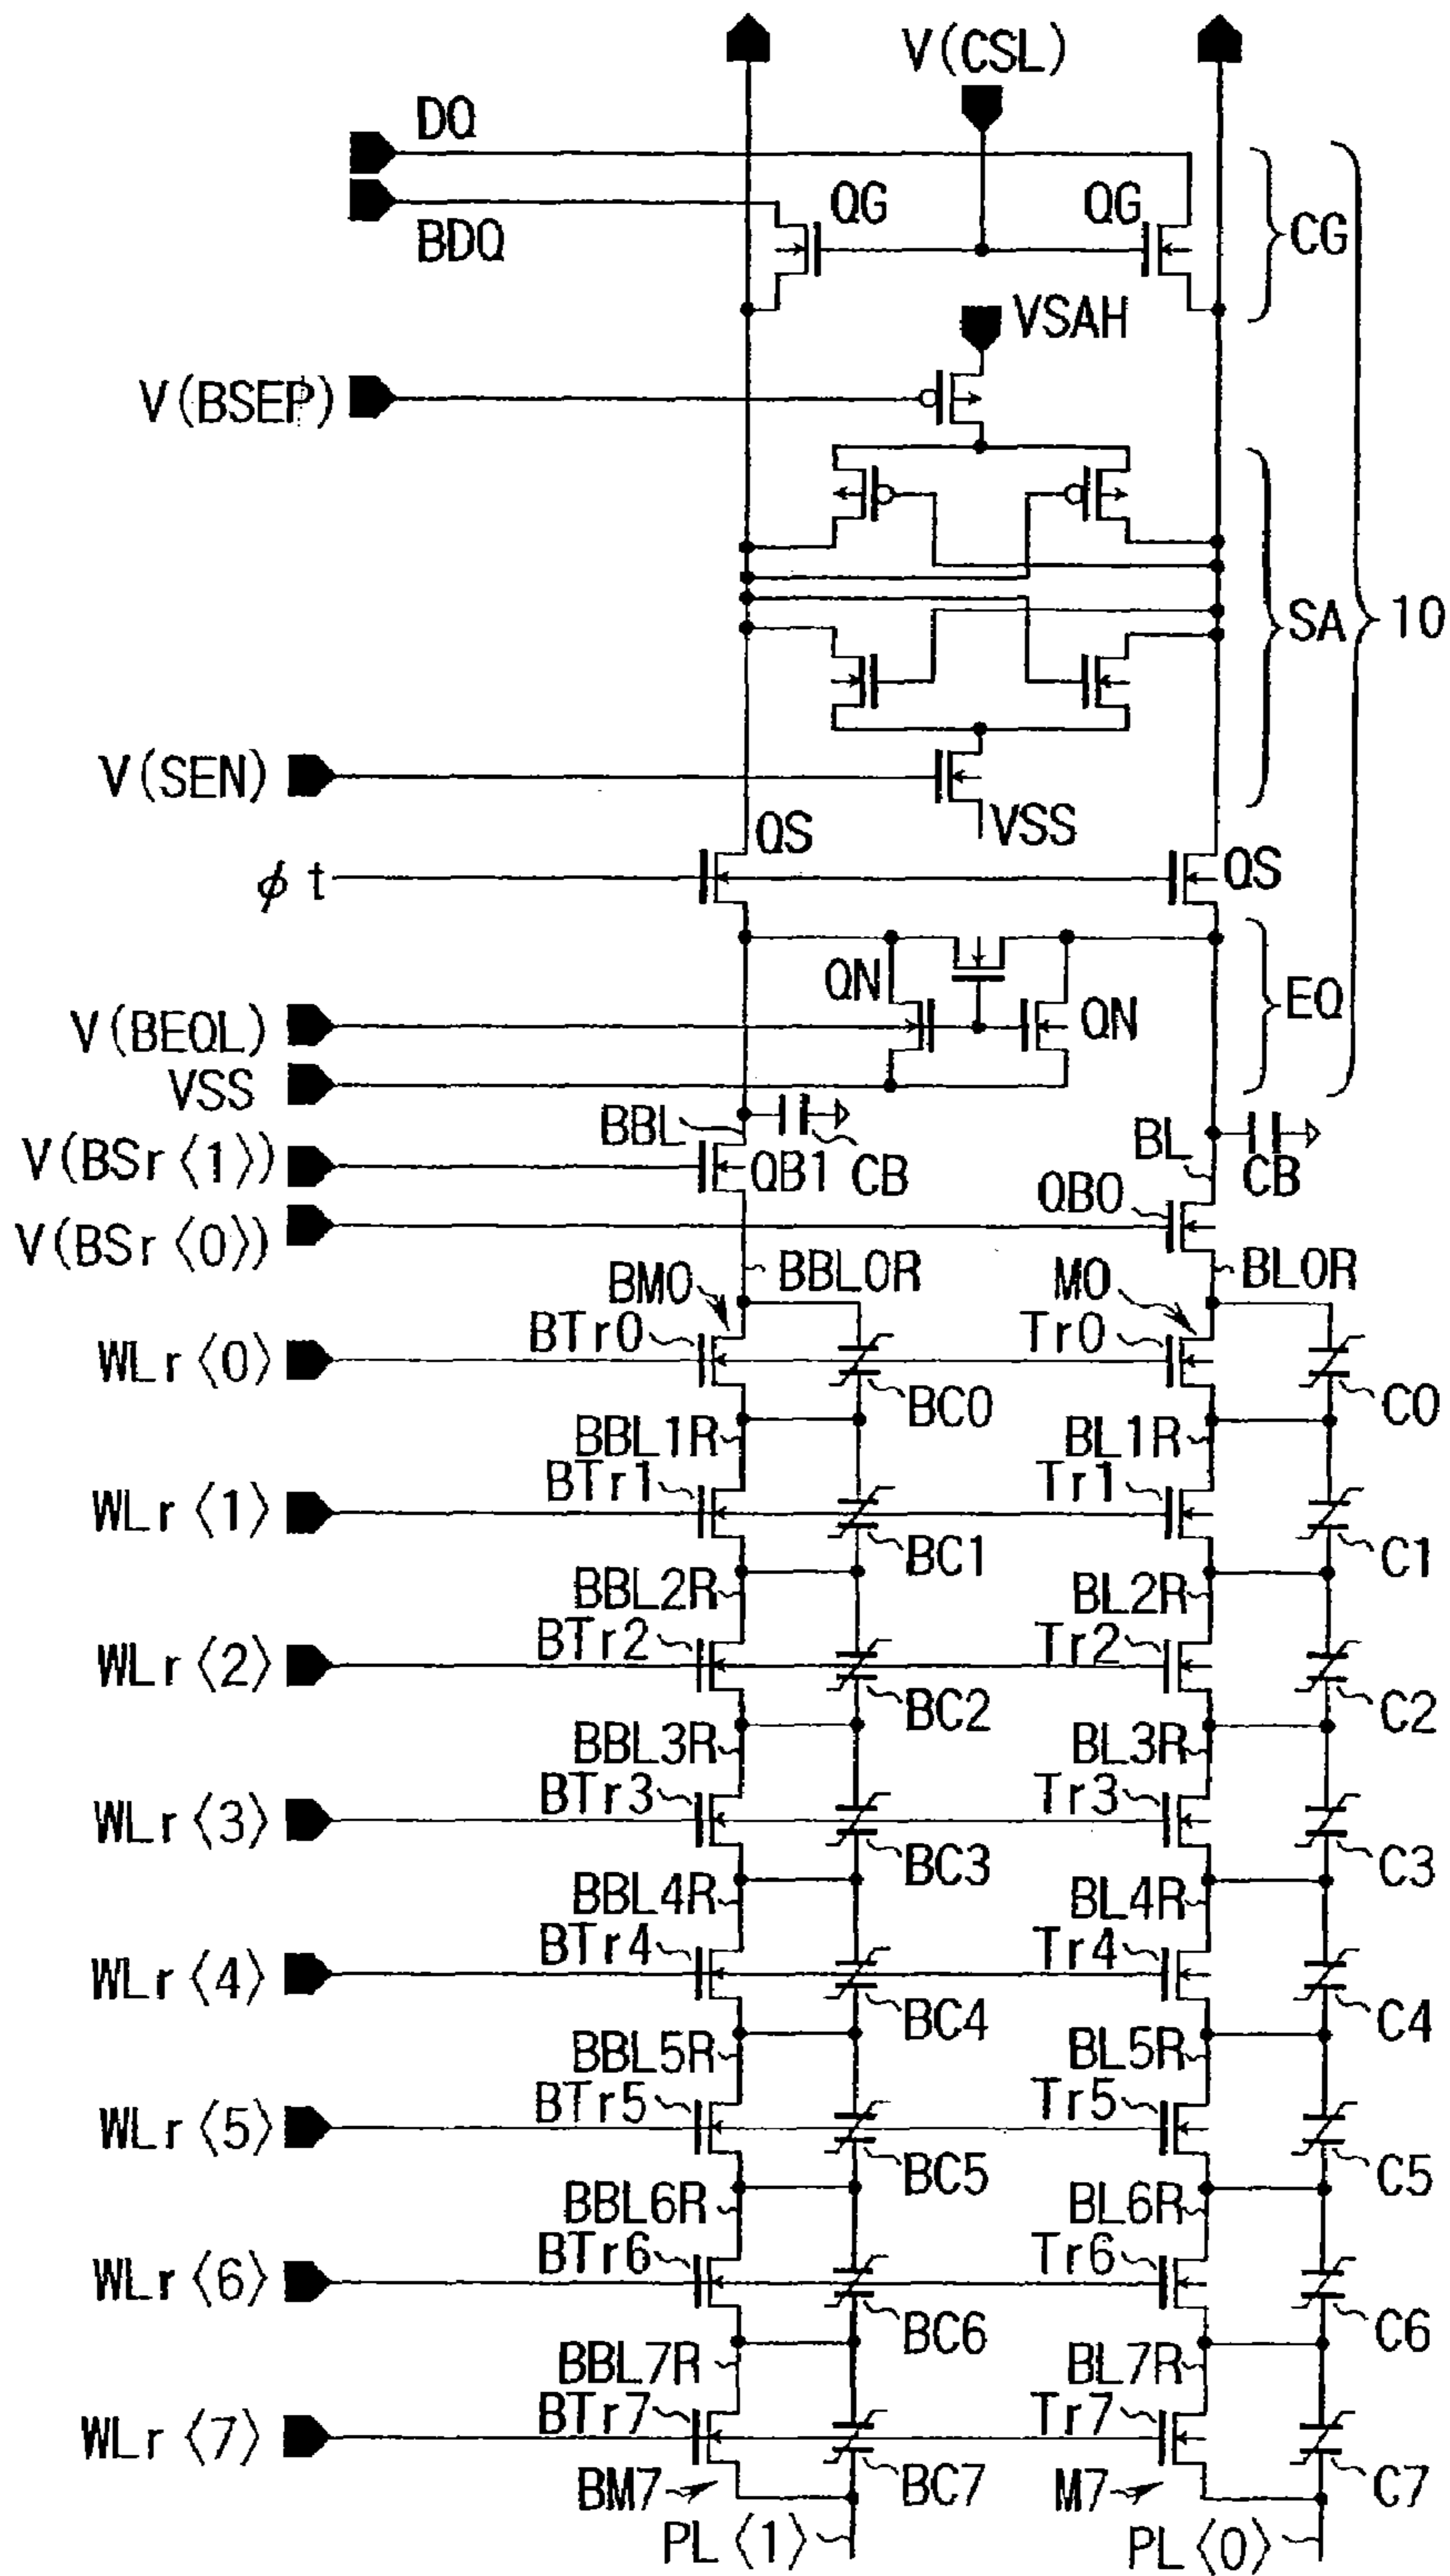 V(CSL)
DQ
BDQ
QG
QG
CG
VSAH
V(BSEP)
SA
10
V(SEN)
VSS
QS
φt
QS
QN
V(BEQL)
QN
EQ
VSS
BBL
BL
V(BSr⟨1⟩)
QB1
CB
CB
QB0
V(BSr⟨0⟩)
BBL0R
BL0R
BM0
M0
BTr0
Tr0
WLr⟨0⟩
BC0
C0
BBL1R
BL1R
BTr1
Tr1
WLr⟨1⟩
BC1
C1
BBL2R
BL2R
BTr2
Tr2
WLr⟨2⟩
BC2
C2
BBL3R
BL3R
BTr3
Tr3
WLr⟨3⟩
BC3
C3
BBL4R
BL4R
BTr4
Tr4
WLr⟨4⟩
BC4
C4
BBL5R
BL5R
BTr5
Tr5
WLr⟨5⟩
BC5
C5
BBL6R
BL6R
BTr6
Tr6
WLr⟨6⟩
BC6
C6
BBL7R
BL7R
BTr7
Tr7
WLr⟨7⟩
BM7
BC7
M7
C7
PL⟨1⟩
PL⟨0⟩